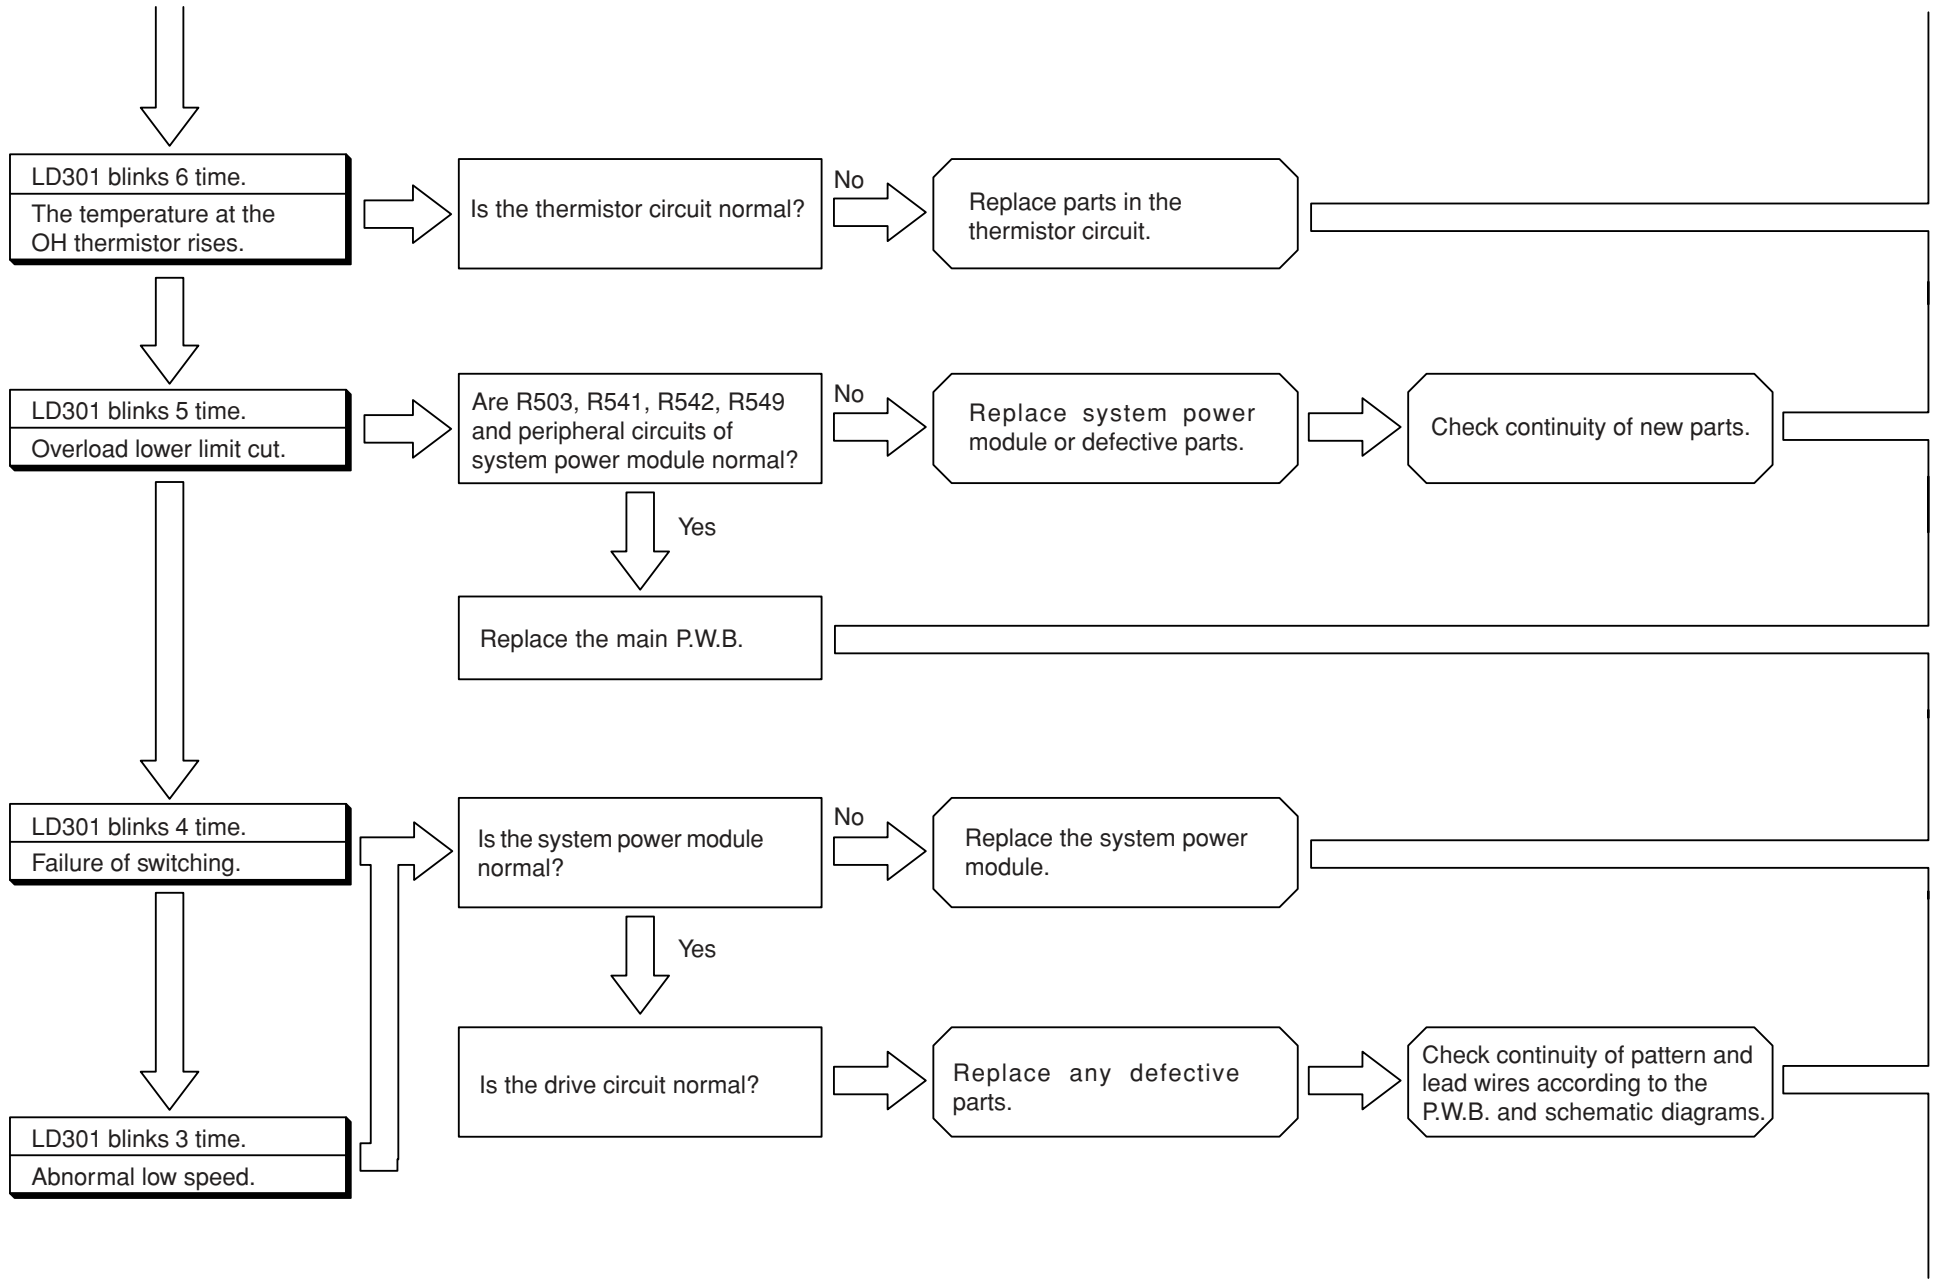 LD301 blinks 6 time.
The temperature at the
OH thermistor rises.
Is the thermistor circuit normal?
No
Replace parts in the
thermistor circuit.
LD301 blinks 5 time.
Overload lower limit cut.
Are R503, R541, R542, R549
and peripheral circuits of
system power module normal?
No
Replace system power
module or defective parts.
Check continuity of new parts.
Yes
Replace the main P.W.B.
LD301 blinks 4 time.
Failure of switching.
Is the system power module
normal?
No
Replace the system power
module.
Yes
Is the drive circuit normal?
Replace any defective
parts.
Check continuity of pattern and
lead wires according to the
P.W.B. and schematic diagrams.
LD301 blinks 3 time.
Abnormal low speed.